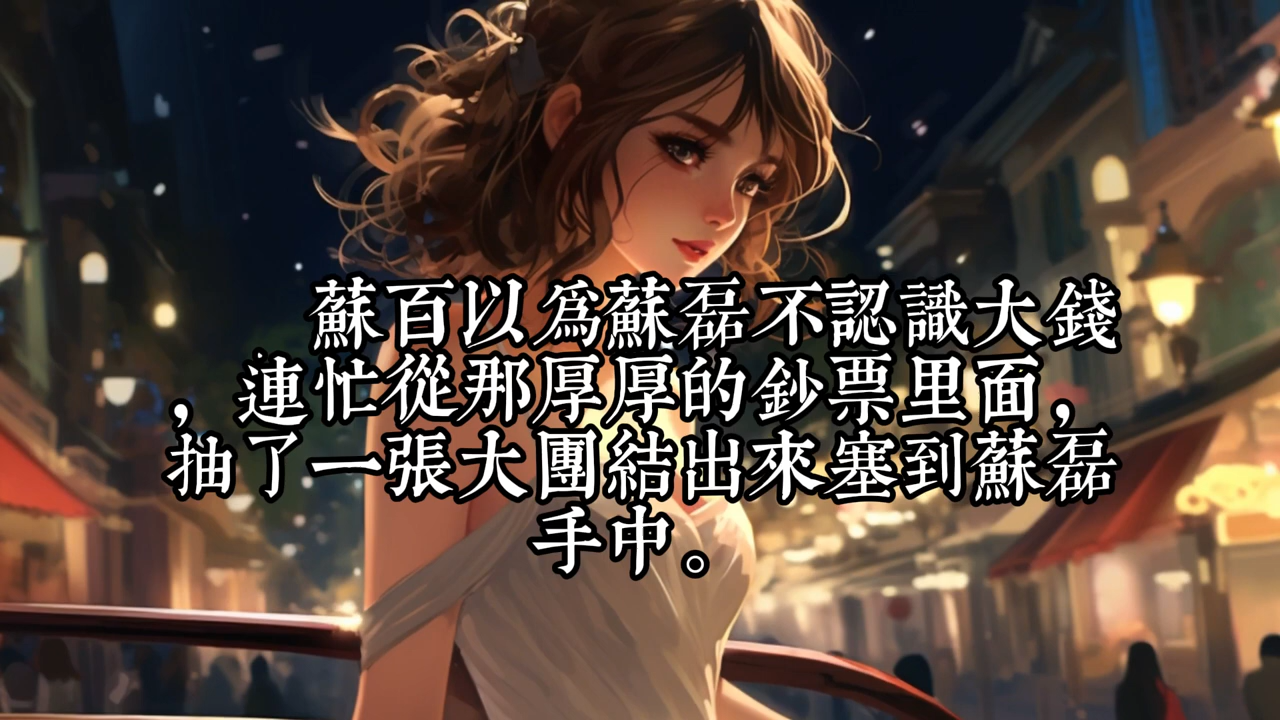 蘇百以為蘇磊不認識大錢
，連忙從那厚厚的鈔票里面，
抽了一張大團結出來塞到蘇磊
手中。